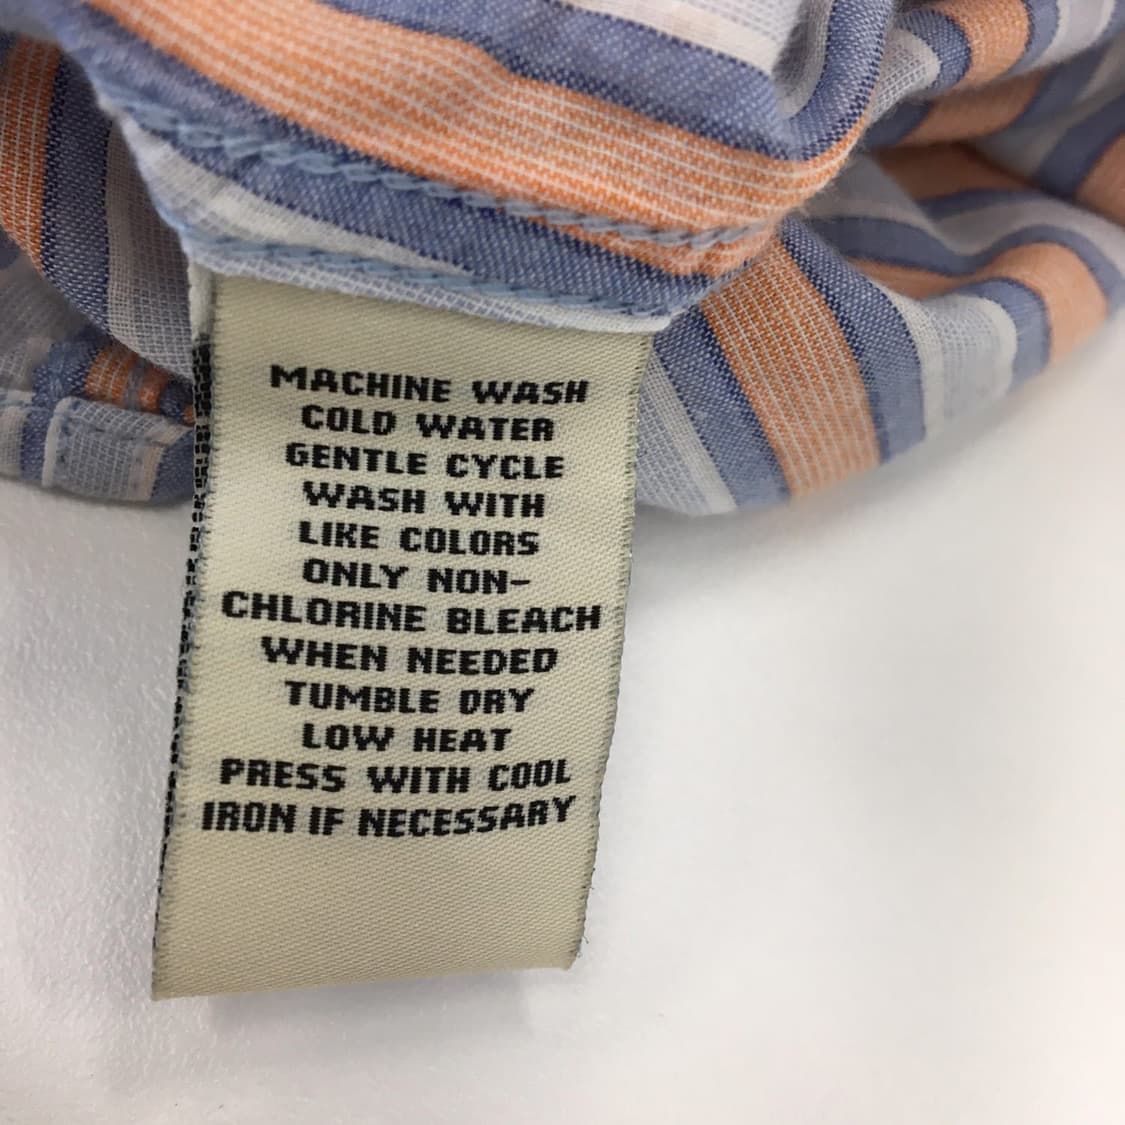 MACHINE WASH
COLD WATER
GENTLE CYCLE
WASH WITH
LIKE COLORS
ONLY NON-
CHLORINE BLEACH
WHEN NEEDED
TUMBLE DRY
LOW HEAT
PRESS WITH COOL
IRON IF NECESSARY